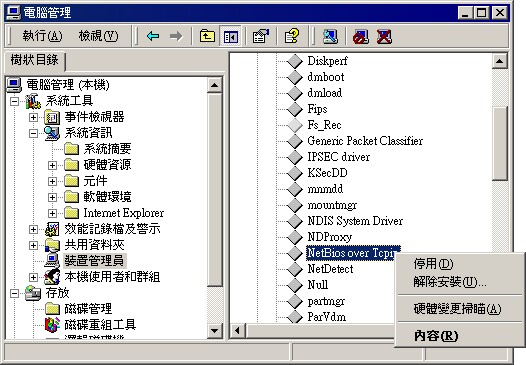 電腦管理
執行(A)
檢視(V)
樹狀目錄
電腦管理 (本機)
系統工具
事件檢視器
系統資訊
系統摘要
硬體資源
元件
軟體環境
Internet Explorer
效能記錄檔及警示
共用資料夾
裝置管理員
本機使用者和群組
存放
磁碟管理
磁碟重組工具
邏輯磁碟機
Diskperf
dmboot
dmload
Fips
Fs_Rec
Generic Packet Classifier
IPSEC driver
KSecDD
mnmdd
mountmgr
NDIS System Driver
NDProxy
NetBios over Tcpip
NetDetect
Null
partmgr
ParVdm
停用(D)
解除安裝(U)...
硬體變更掃瞄(A)
內容(R)